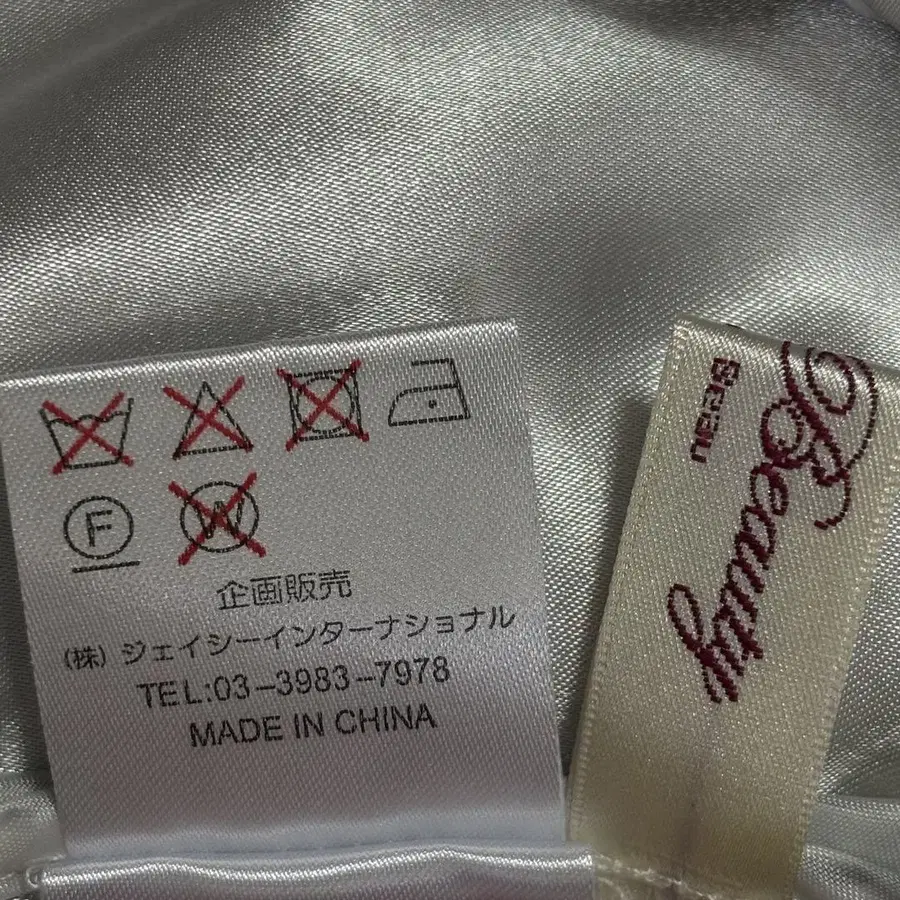 F W
企画販売
(株) ジェイシーインターナショナル
TEL:03-3983-7978
MADE IN CHINA
Beauty